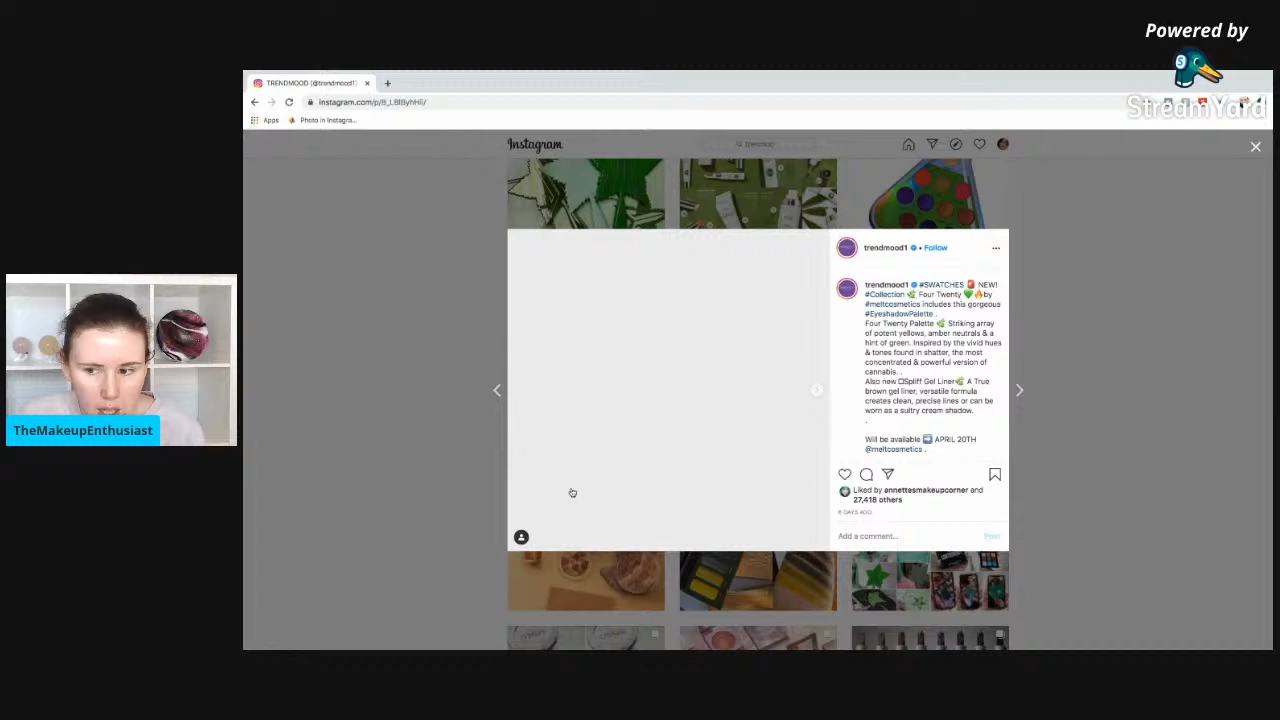 Powered by
StreamYard
TRENDMOOD (@trendmood1)
instagram.com/p/B_LBIByhHii/
Apps
Photo in Instagra...
Instagram
trendmoo
trendmood1 • Follow
trendmood1 #SWATCHES 🚨 NEW!
#Collection 🌿 Four Twenty 💚🔥by
#meltcosmetics includes this gorgeous
#EyeshadowPalette .
Four Twenty Palette 🌿 Striking array
of potent yellows, amber neutrals & a
hint of green. Inspired by the vivid hues
& tones found in shatter, the most
concentrated & powerful version of
cannabis. .
Also new ☐Spliff Gel Liner🌿 A True
brown gel liner, versatile formula
creates clean, precise lines or can be
worn as a sultry cream shadow.
.
Will be available ➡️ APRIL 20TH
@meltcosmetics .
Liked by annettesmakeupcorner and
27,418 others
6 DAYS AGO
Add a comment...
Post
TheMakeupEnthusiast